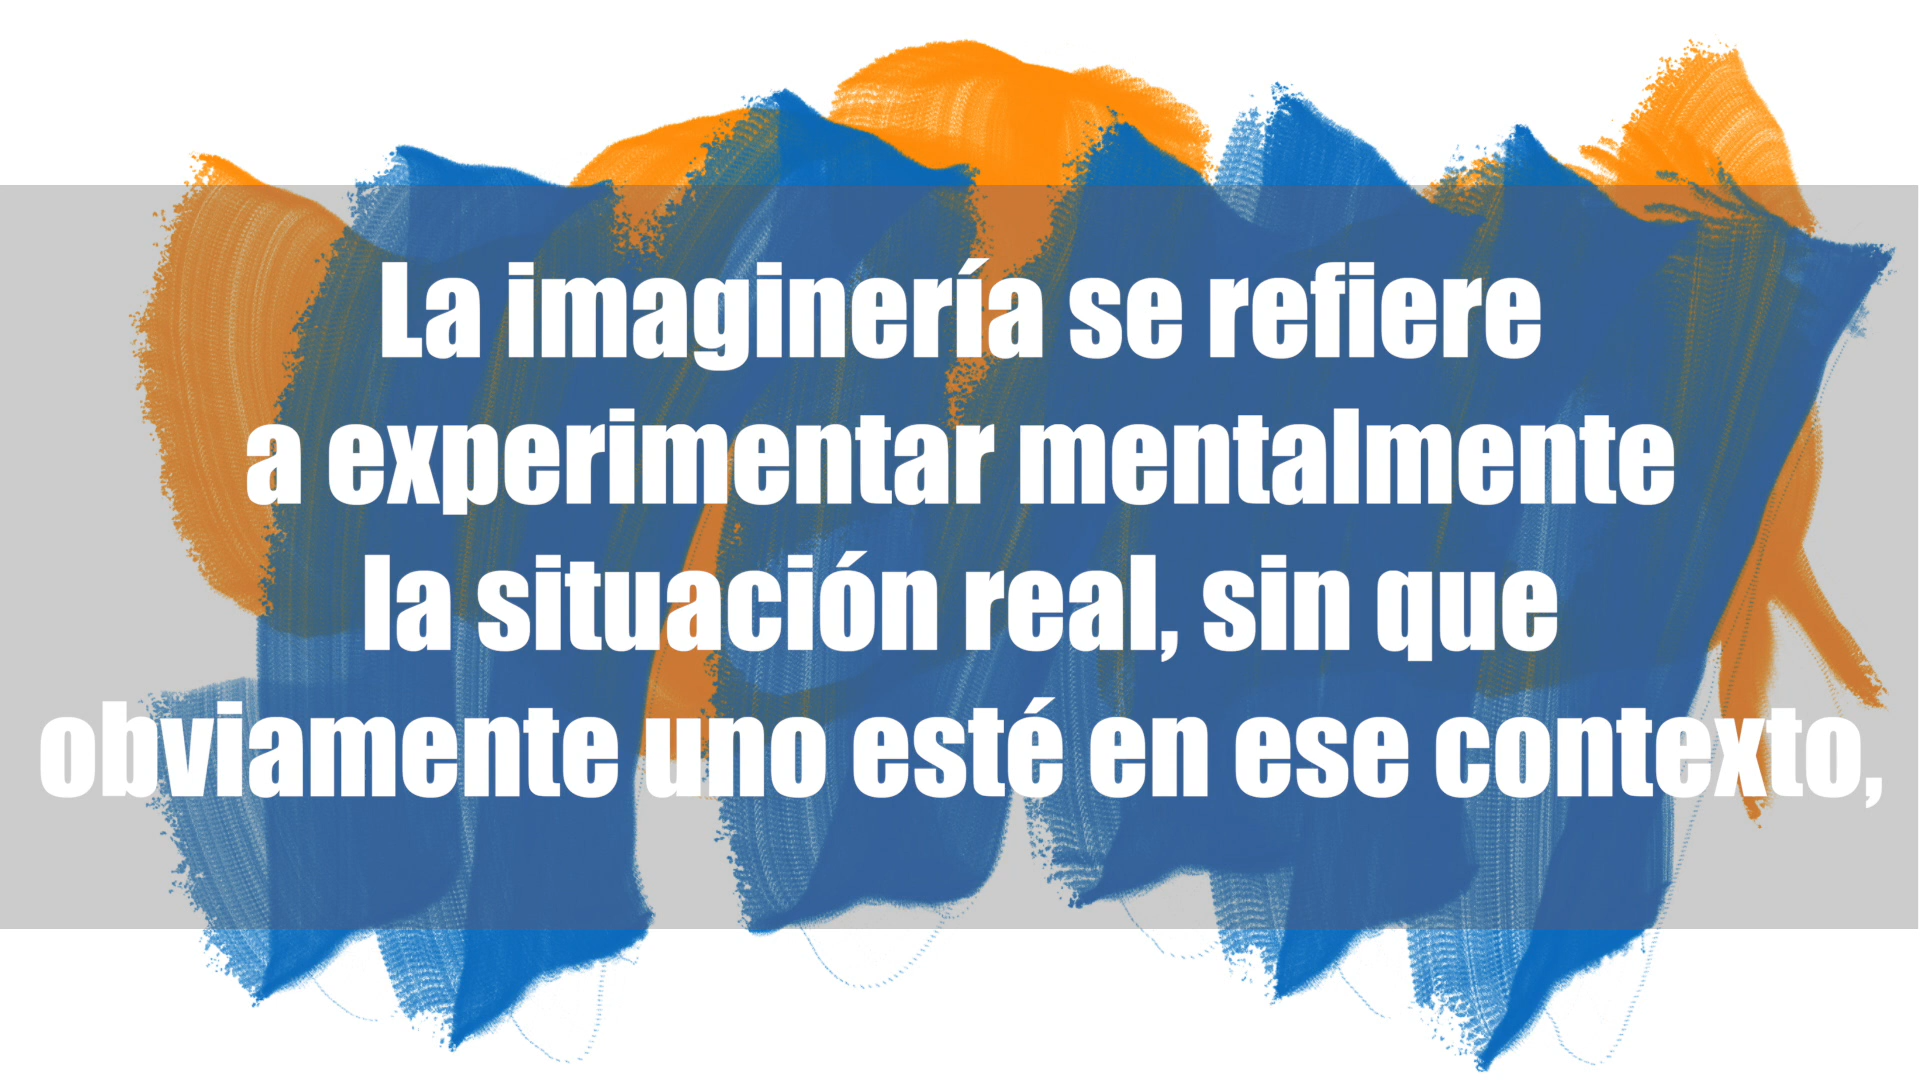 La imaginería se refiere
a experimentar mentalmente
la situación real, sin que
obviamente uno esté en ese contexto,